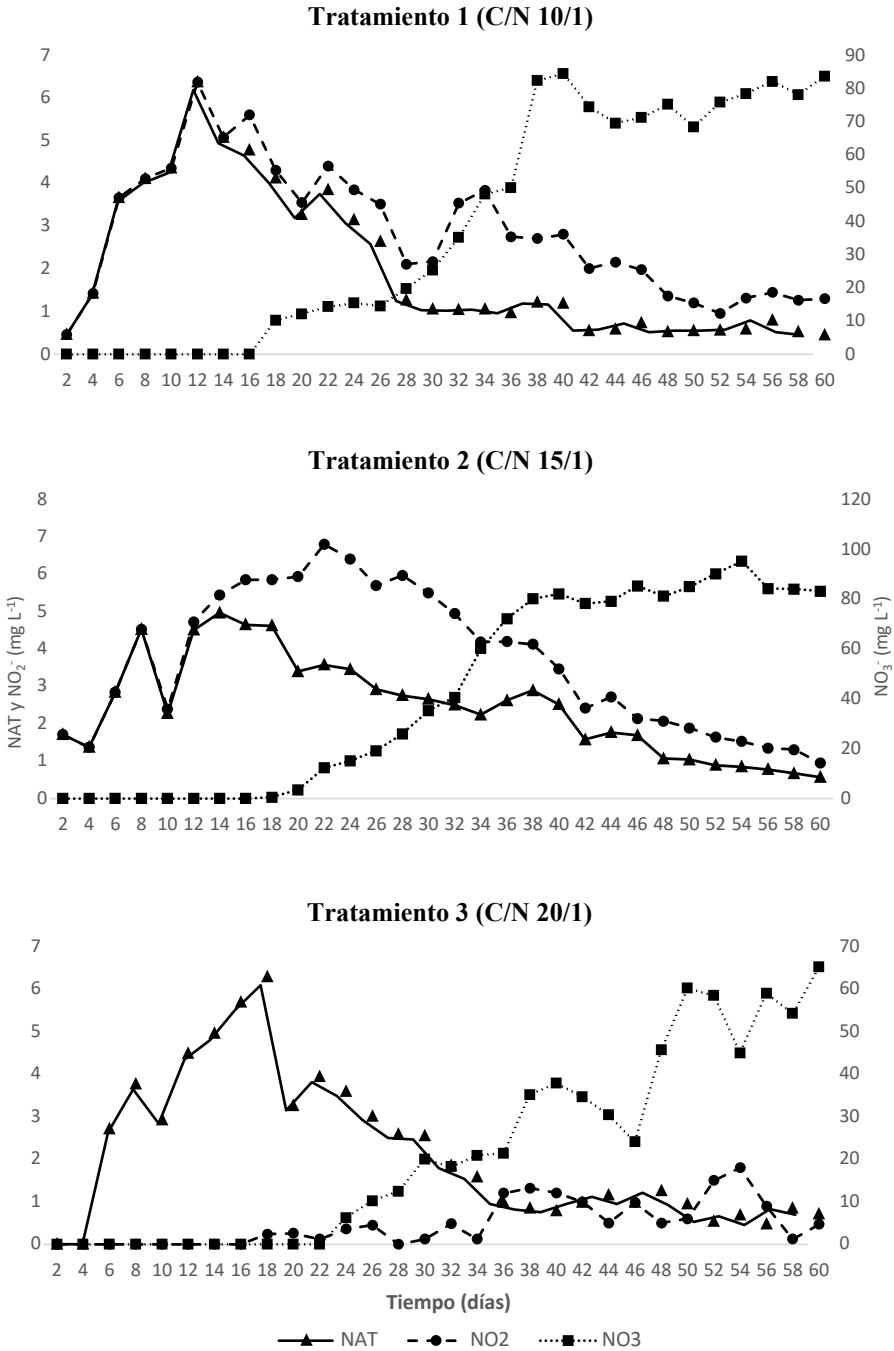 Tratamiento 1 (C/N 10/1)
7 90
6 80
5 70
4 60
3 50
2 40
1 30
0 20
10
0
2 4 6 8 10 12 14 16 18 20 22 24 26 28 30 32 34 36 38 40 42 44 46 48 50 52 54 56 58 60
Tratamiento 2 (C/N 15/1)
NAT y NO₂⁻ (mg L⁻¹)
8 120
7 100
6 80
5 60
4 40
3 20
2 0
1
0
NO₃⁻ (mg L⁻¹)
2 4 6 8 10 12 14 16 18 20 22 24 26 28 30 32 34 36 38 40 42 44 46 48 50 52 54 56 58 60
Tratamiento 3 (C/N 20/1)
7 70
6 60
5 50
4 40
3 30
2 20
1 10
0 0
2 4 6 8 10 12 14 16 18 20 22 24 26 28 30 32 34 36 38 40 42 44 46 48 50 52 54 56 58 60
Tiempo (días)
NAT NO2 NO3